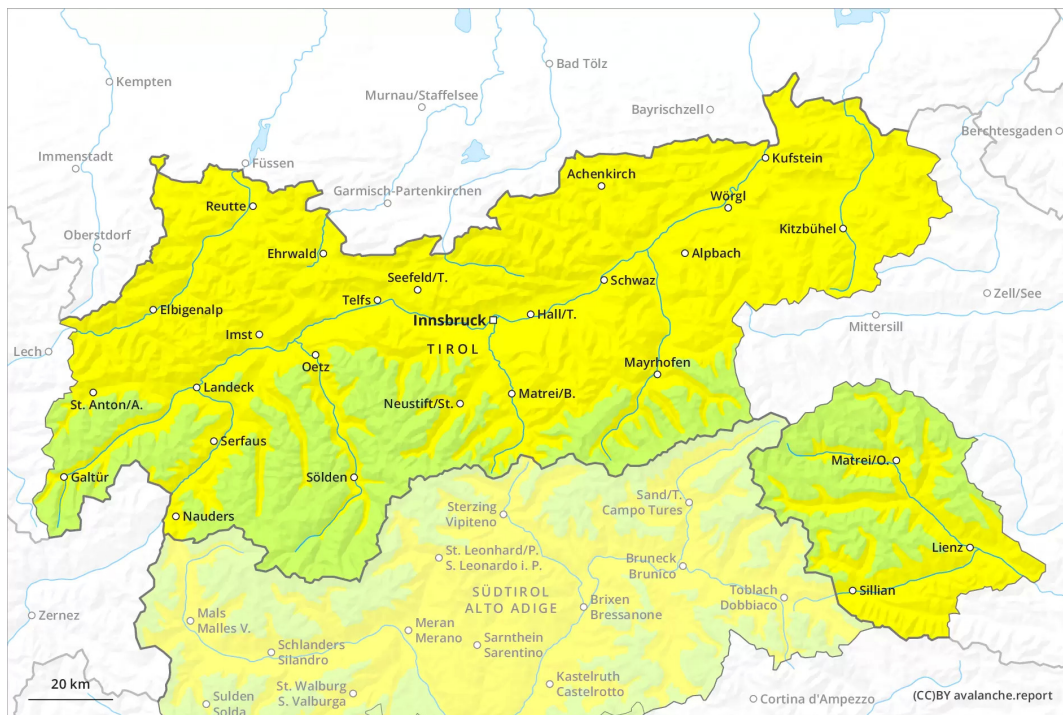 Kempten
Bad Tölz
Murnau/Staffelsee
Bayrischzell
Berchtesgaden
Immenstadt
Füssen
Kufstein
Achenkirch
Garmisch-Partenkirchen
Reutte
Wörgl
Oberstdorf
Kitzbühel
Ehrwald
Alpbach
Seefeld/T.
Schwaz
Telfs
Zell/See
Elbigenalp
Innsbruck
Hall/T.
Mittersill
Imst
TIROL
Lech
Oetz
Mayrhofen
Landeck
St. Anton/A.
Neustift/St.
Matrei/B.
Serfaus
Matrei/O.
Galtür
Sölden
Sterzing
Vipiteno
Sand/T.
Campo Tures
Nauders
Lienz
St. Leonhard/P.
S. Leonardo i. P.
Bruneck
Brunico
Sillian
SÜDTIROL
ALTO ADIGE
Toblach
Dobbiaco
Zernez
Mals
Malles V.
Brixen
Bressanone
Meran
Merano
Sarnthein
Sarentino
Schlanders
Silandro
20 km
Sulden
Solda
St. Walburg
S. Valburga
Kastelruth
Castelrotto
Cortina d'Ampezzo
(CC)BY avalanche.report